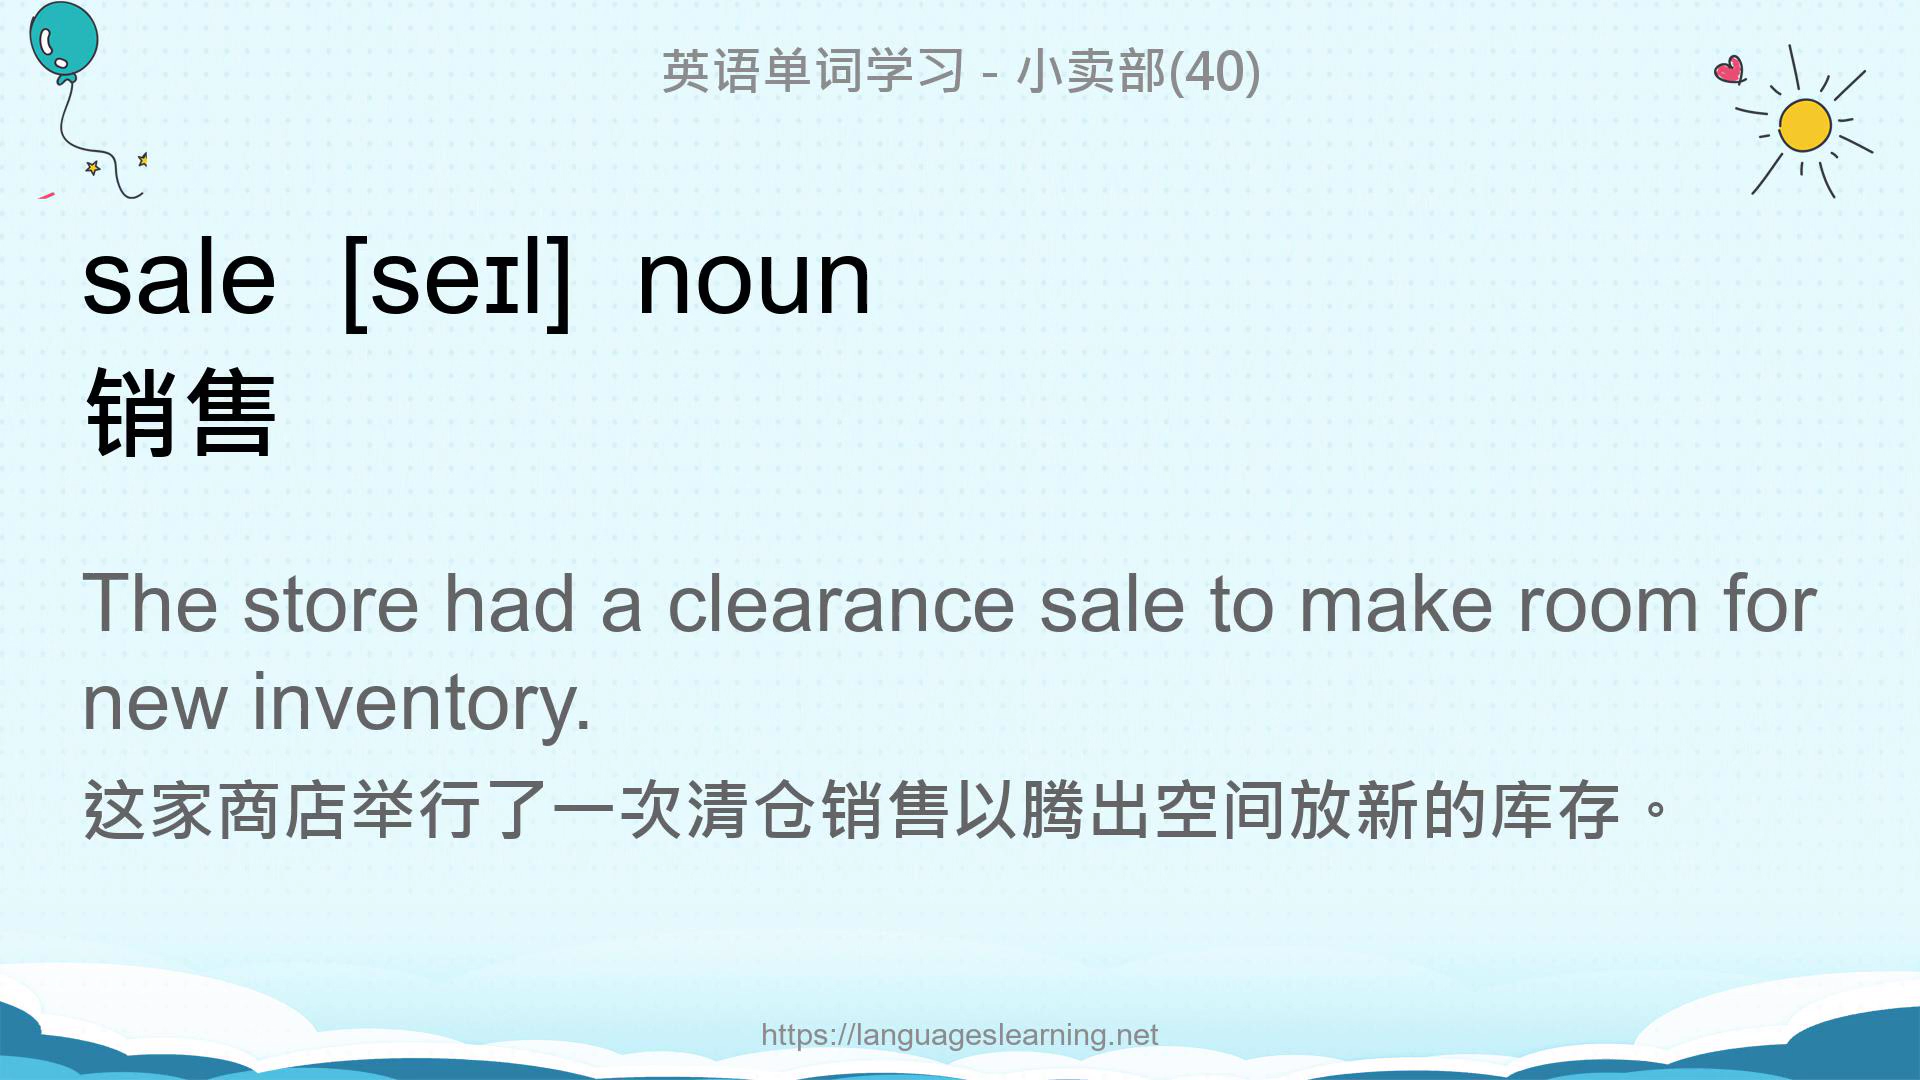 英语单词学习 - 小卖部(40)
sale [seɪl] noun
销售
The store had a clearance sale to make room for
new inventory.
这家商店举行了一次清仓销售以腾出空间放新的库存。
https://languageslearning.net